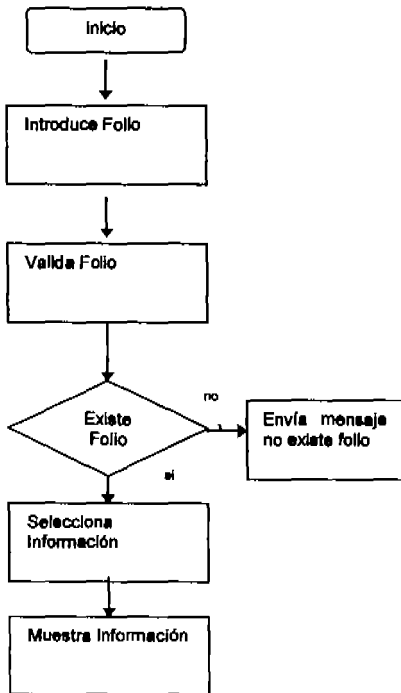 Inicio
Introduce Folio
Valida Folio
Existe
Folio
no
Envía mensaje
no existe folio
si
Selecciona
Información
Muestra Información